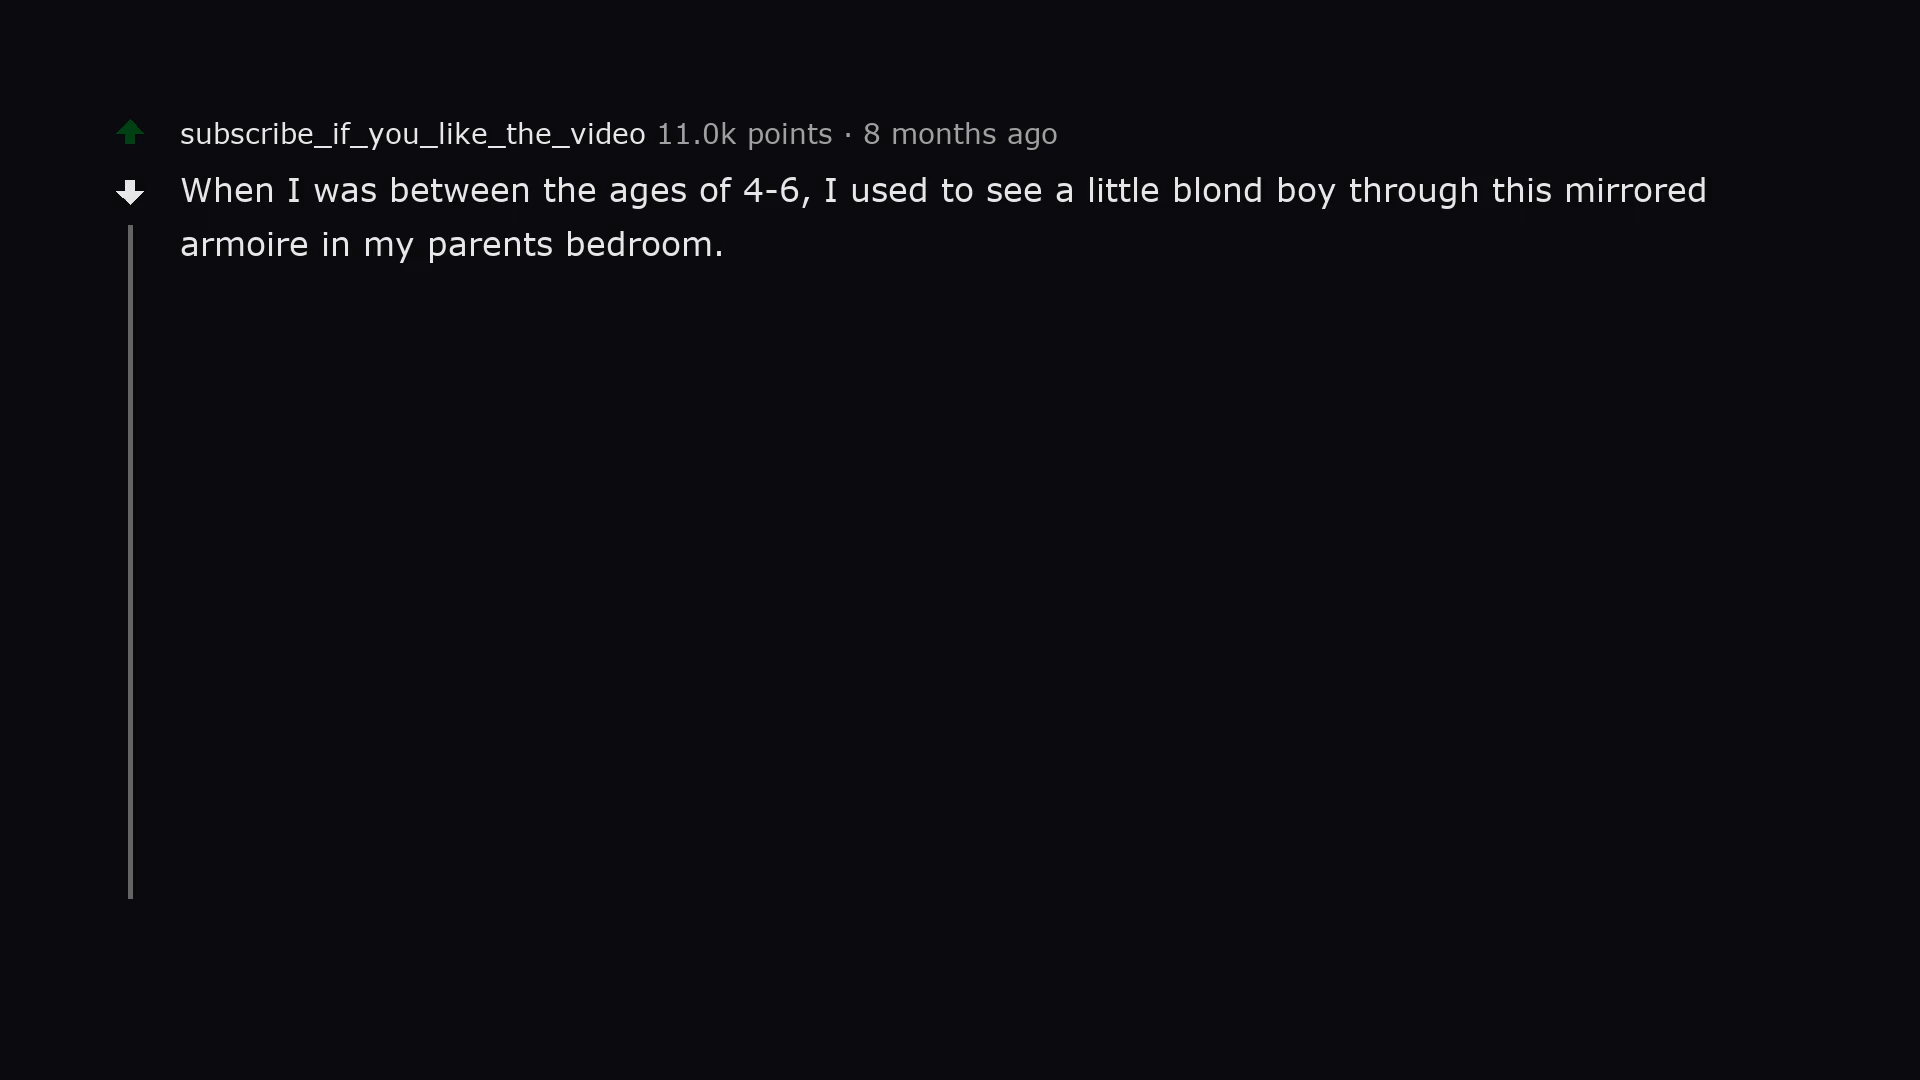 subscribe_if_you_like_the_video 11.0k points · 8 months ago
When I was between the ages of 4-6, I used to see a little blond boy through this mirrored
armoire in my parents bedroom.